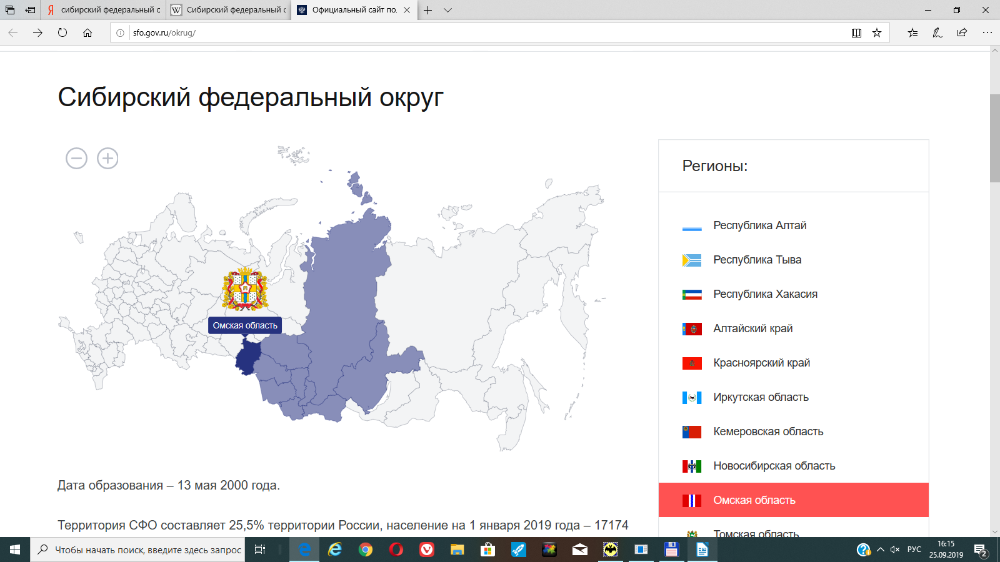 сибирский федеральный о
Сибирский федеральный о
Официальный сайт по
sfo.gov.ru/okrug/
Сибирский федеральный округ
Омская область
Регионы:
Республика Алтай
Республика Тыва
Республика Хакасия
Алтайский край
Красноярский край
Иркутская область
Кемеровская область
Новосибирская область
Омская область
Томская область
Дата образования – 13 мая 2000 года.
Территория СФО составляет 25,5% территории России, население на 1 января 2019 года – 17174
Чтобы начать поиск, введите здесь запрос
РУС
16:15
25.09.2019
2